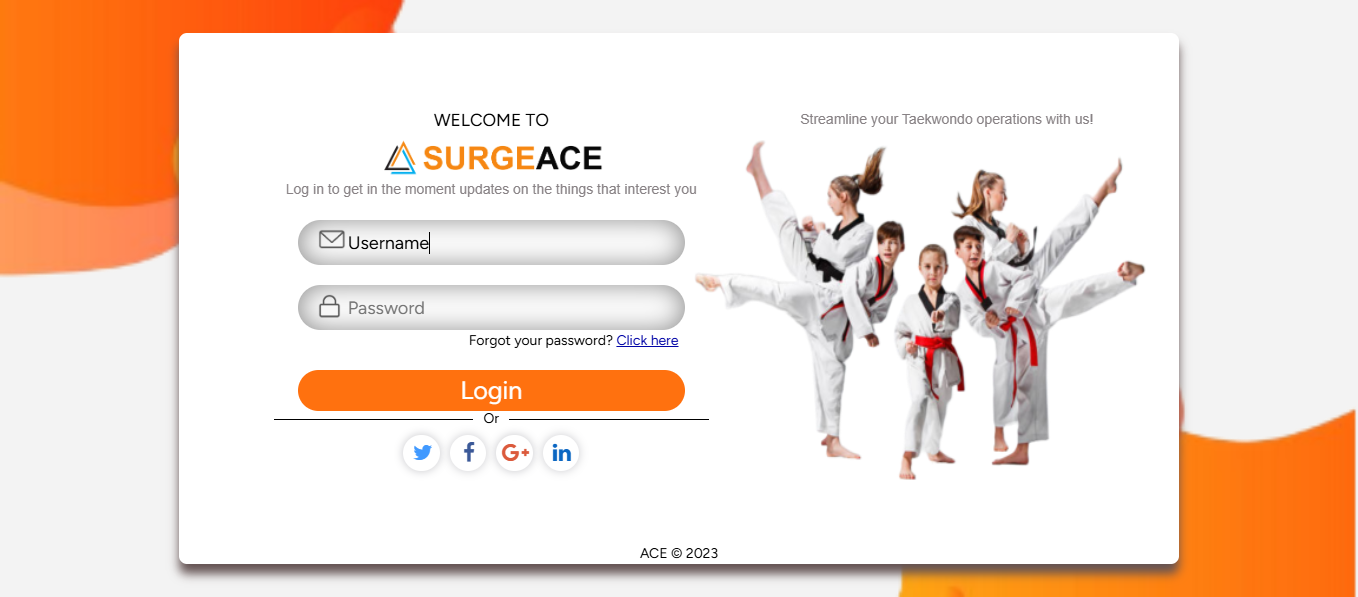 WELCOME TO
SURGEACE
Log in to get in the moment updates on the things that interest you
Username
Password
Forgot your password? Click here
Login
Or
G+
in
Streamline your Taekwondo operations with us!
ACE © 2023